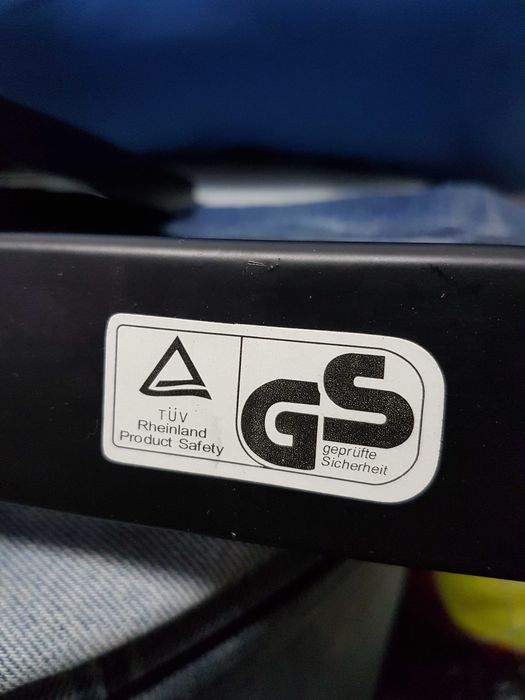 TÜV
Rheinland
Product Safety
GS
geprüfte
Sicherheit